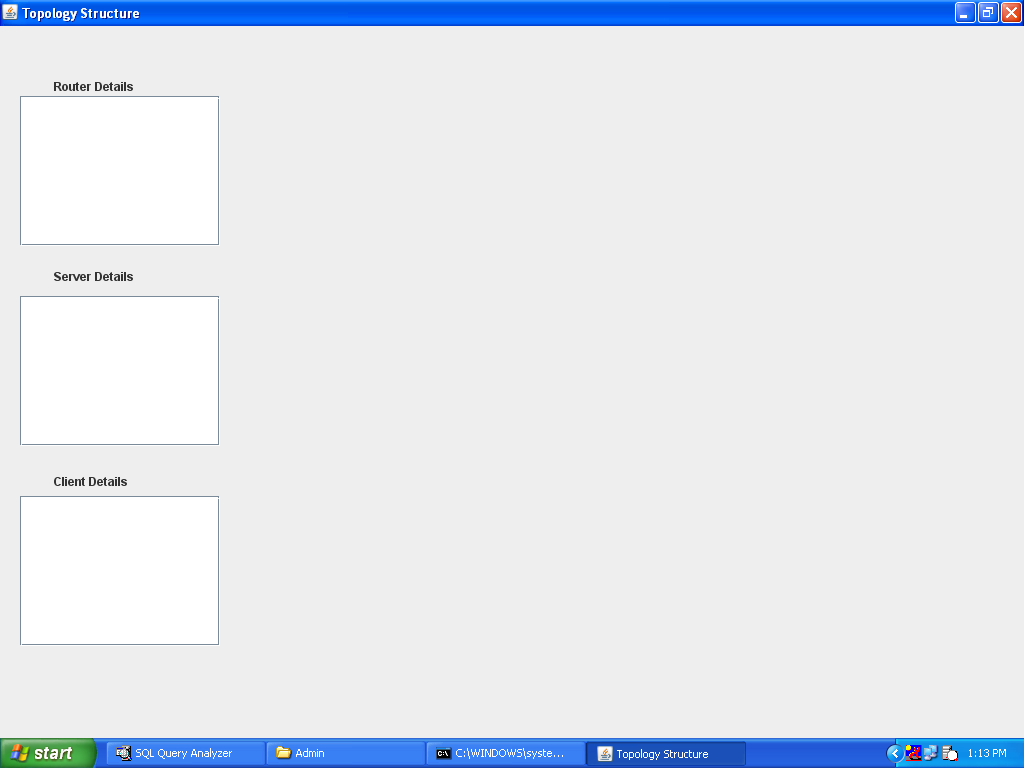 Topology Structure
Router Details
Server Details
Client Details
start
SQL Query Analyzer
Admin
C:\WINDOWS\syste...
Topology Structure
1:13 PM